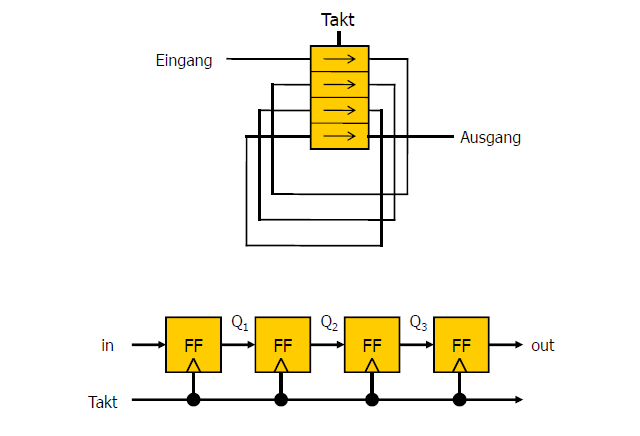 Takt
Eingang
Ausgang
Q1 Q2 Q3
in FF FF FF FF out
Takt